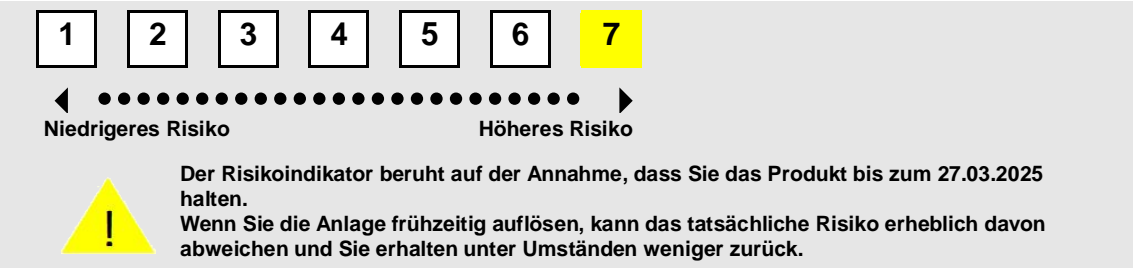 1 2 3 4 5 6 7
Niedrigeres Risiko Höheres Risiko
Der Risikoindikator beruht auf der Annahme, dass Sie das Produkt bis zum 27.03.2025
halten.
Wenn Sie die Anlage frühzeitig auflösen, kann das tatsächliche Risiko erheblich davon
abweichen und Sie erhalten unter Umständen weniger zurück.
!